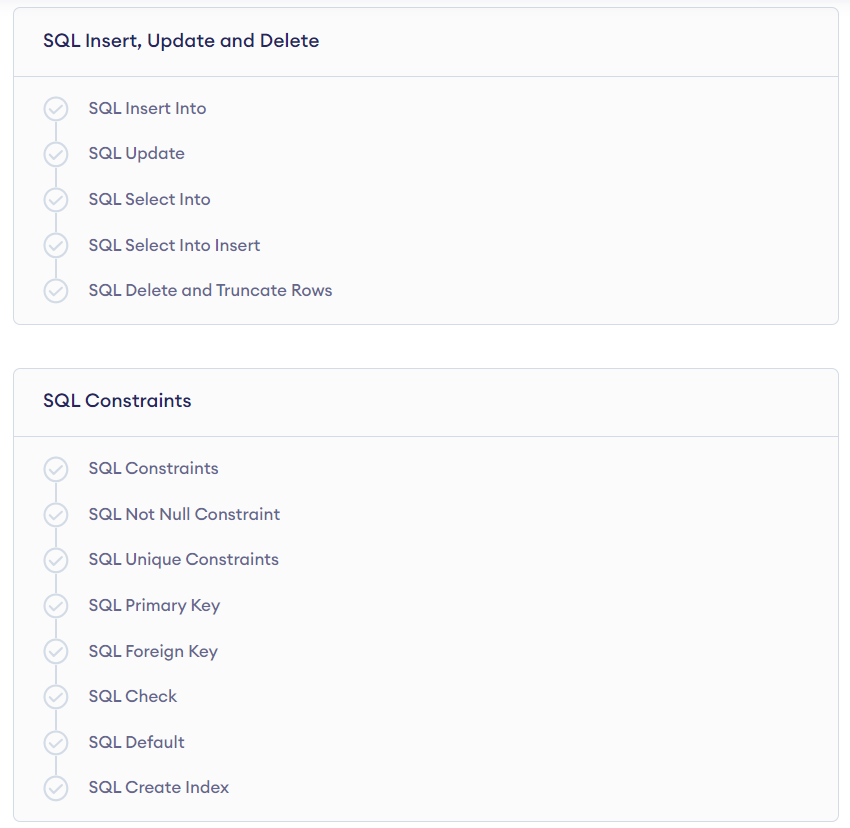 SQL Insert, Update and Delete
SQL Insert Into
SQL Update
SQL Select Into
SQL Select Into Insert
SQL Delete and Truncate Rows
SQL Constraints
SQL Constraints
SQL Not Null Constraint
SQL Unique Constraints
SQL Primary Key
SQL Foreign Key
SQL Check
SQL Default
SQL Create Index